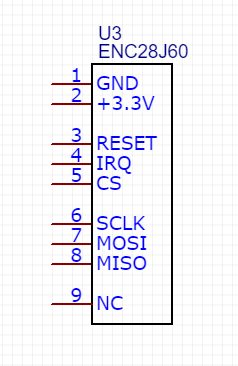 U3
ENC28J60
1 GND
2 +3.3V
3 RESET
4 IRQ
5 CS
6 SCLK
7 MOSI
8 MISO
9 NC